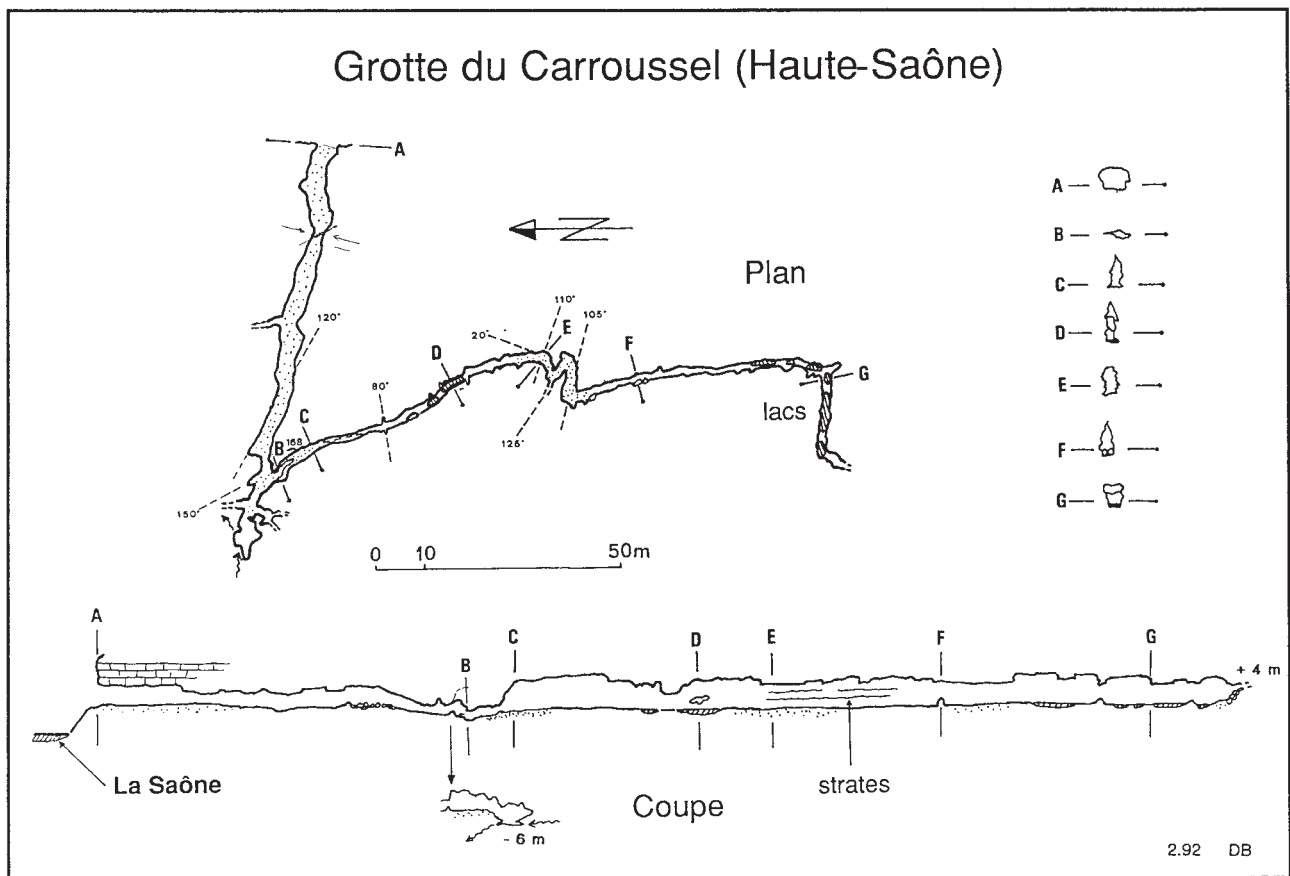 Grotte du Carroussel (Haute-Saône)
A
Plan
120°
20°
110°
E
105°
D
F
80°
G
C
125°
lacs
B
168
150°
0 10 50m
A
B
C
D
E
F
G
A
B
C
D
E
F
G
+ 4 m
La Saône
strates
Coupe
- 6 m
2.92 DB